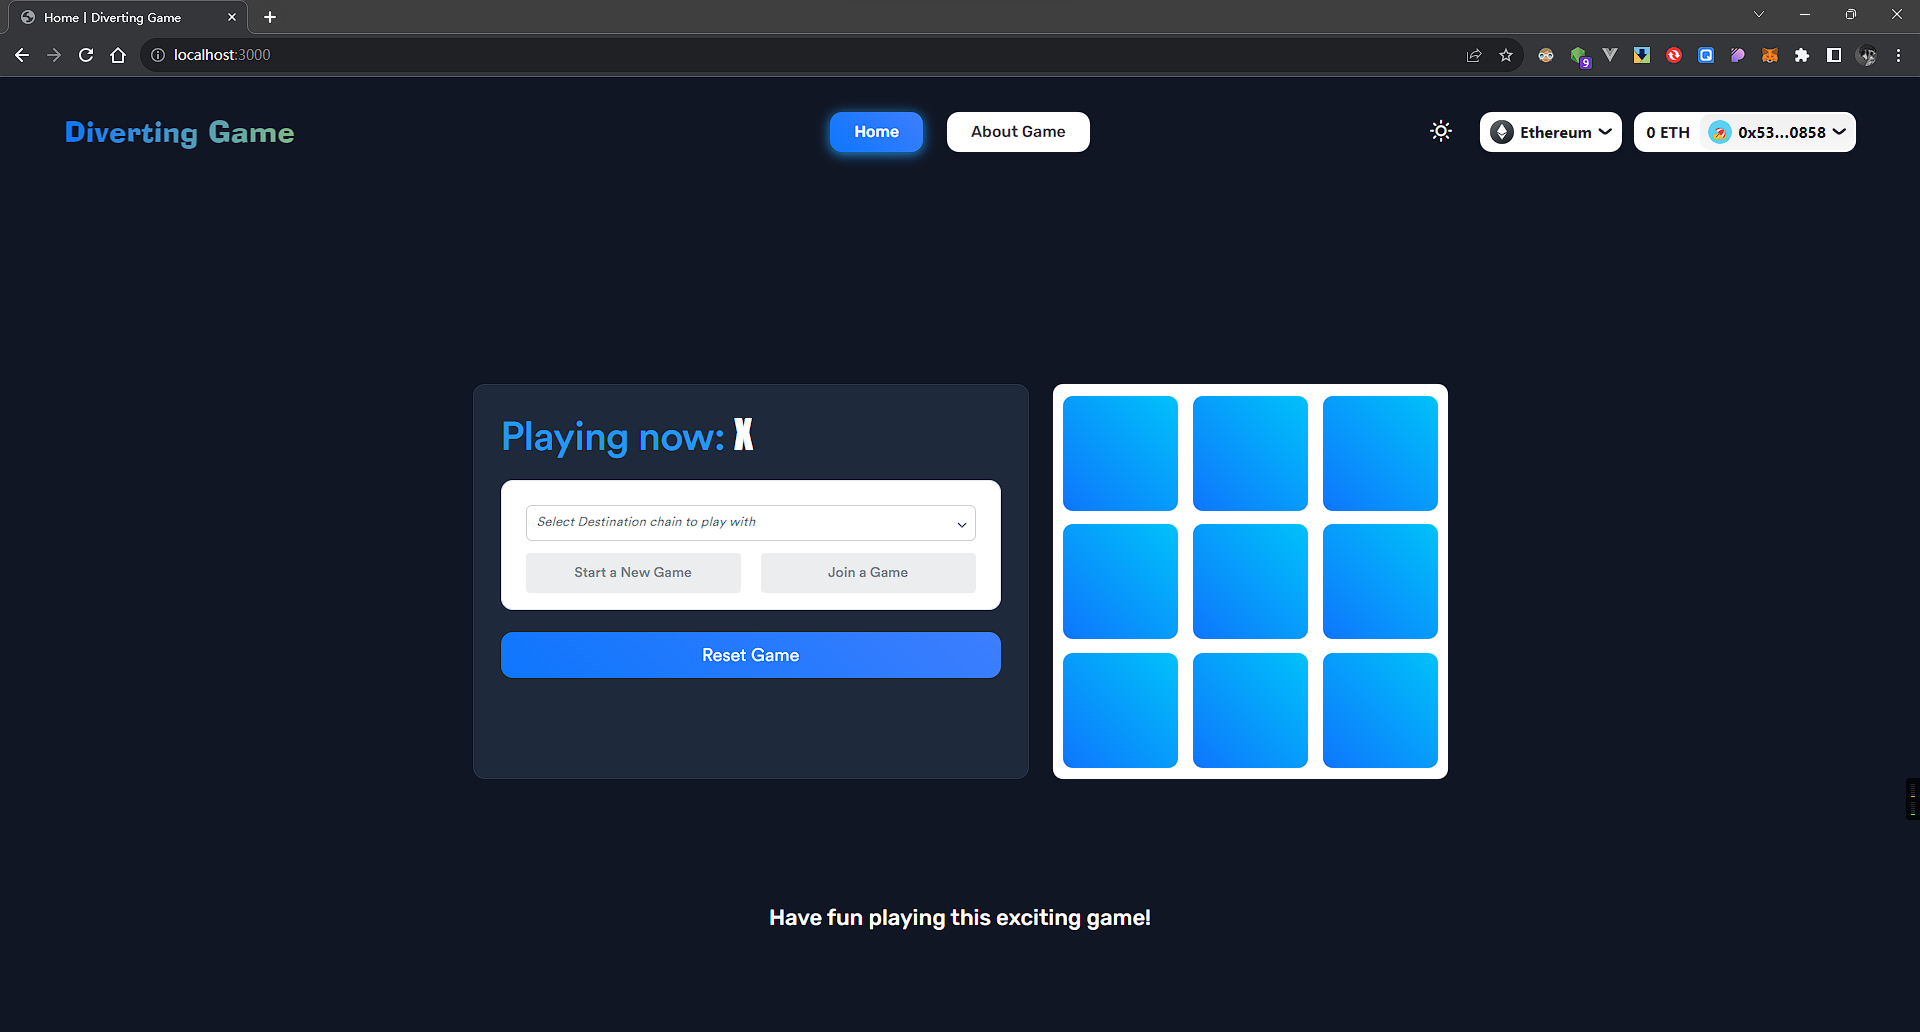 Home | Diverting Game
localhost:3000
9
Diverting Game
Home
About Game
Ethereum
0 ETH
0x53...0858
Playing now: X
Select Destination chain to play with
Start a New Game
Join a Game
Reset Game
Have fun playing this exciting game!